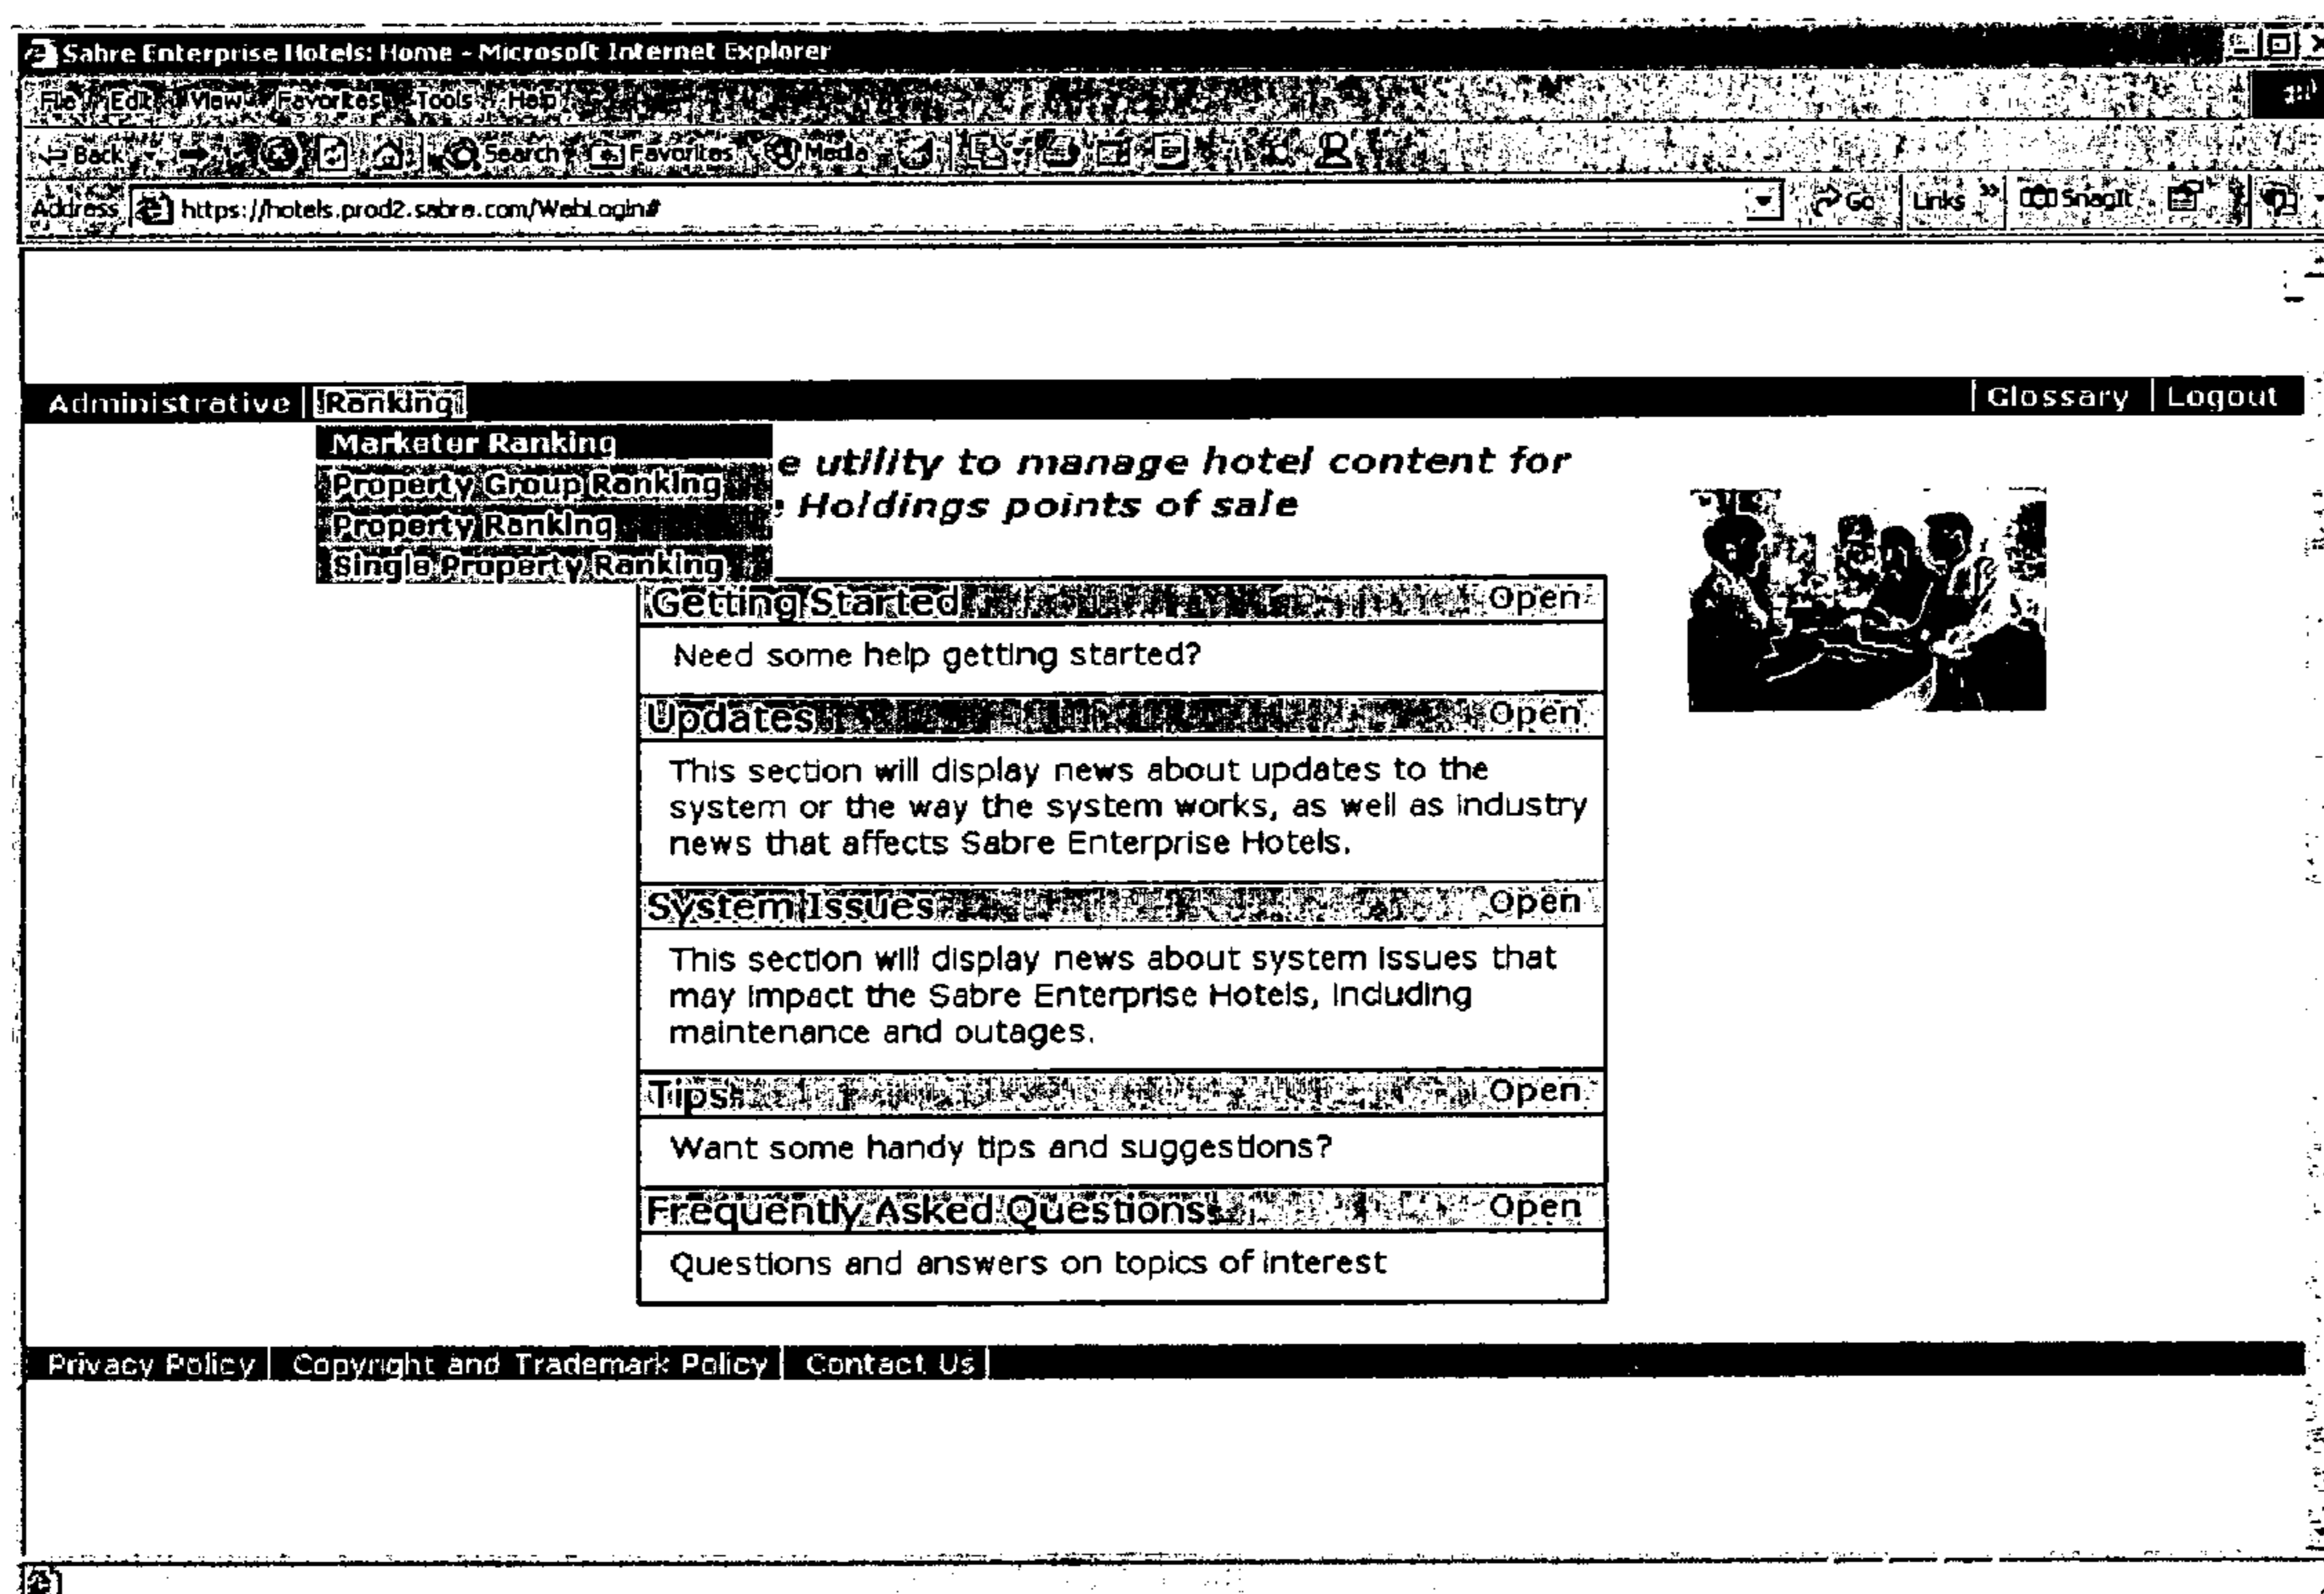 Sabre Enterprise Hotels: Home - Microsoft Internet Explorer
File Edit View Favorites Tools Help
Back Search Favorites Media
Address https://hotels.prod2.sabre.com/WebLogin# Go Links » SnagIt
Administrative | Ranking | Glossary | Logout
Marketer Ranking
Property Group Ranking
Property Ranking
Single Property Ranking
e utility to manage hotel content for
Holdings points of sale
Getting Started Open
Need some help getting started?
Updates Open
This section will display news about updates to the
system or the way the system works, as well as industry
news that affects Sabre Enterprise Hotels.
System Issues Open
This section will display news about system issues that
may impact the Sabre Enterprise Hotels, including
maintenance and outages.
Tips Open
Want some handy tips and suggestions?
Frequently Asked Questions Open
Questions and answers on topics of interest
Privacy Policy | Copyright and Trademark Policy | Contact Us |